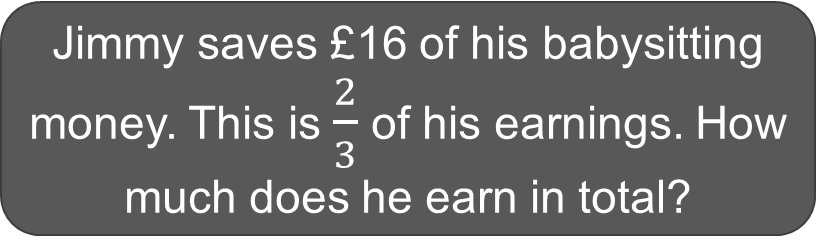 Jimmy saves £16 of his babysitting
money. This is 2/3 of his earnings. How
much does he earn in total?